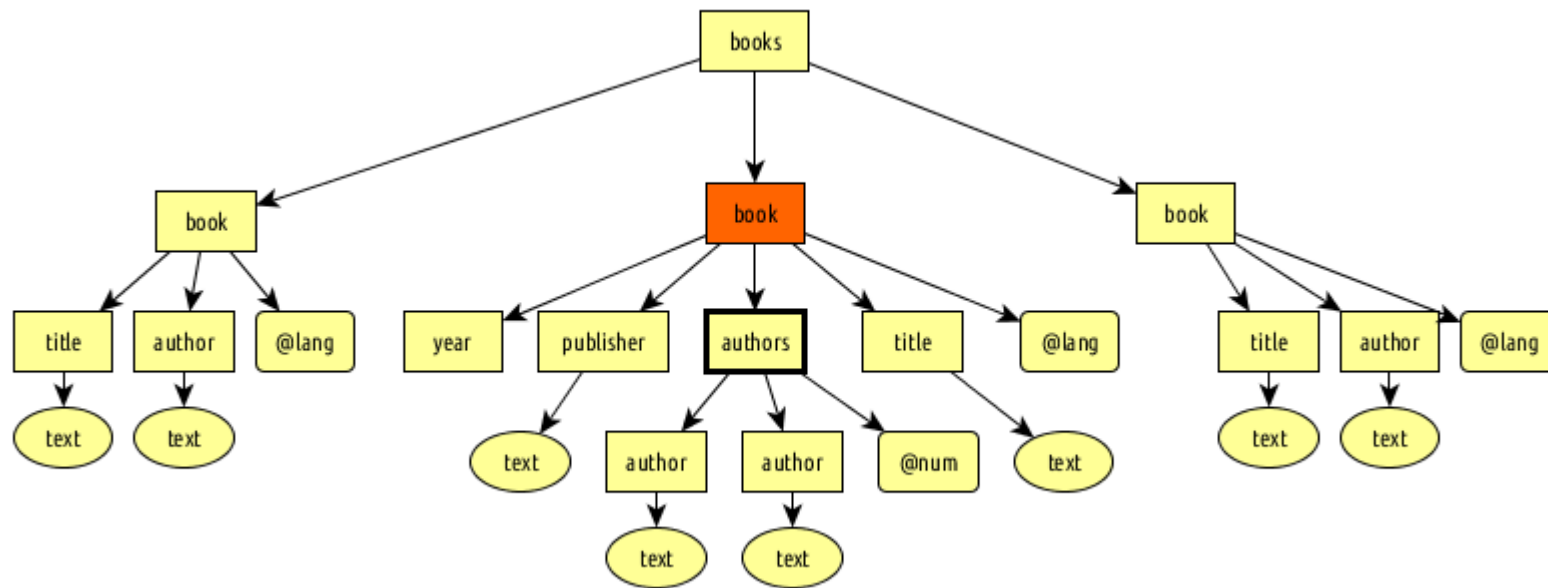 books
book
book
book
title
author
@lang
year
publisher
authors
title
@lang
title
author
@lang
text
text
text
author
author
@num
text
text
text
text
text